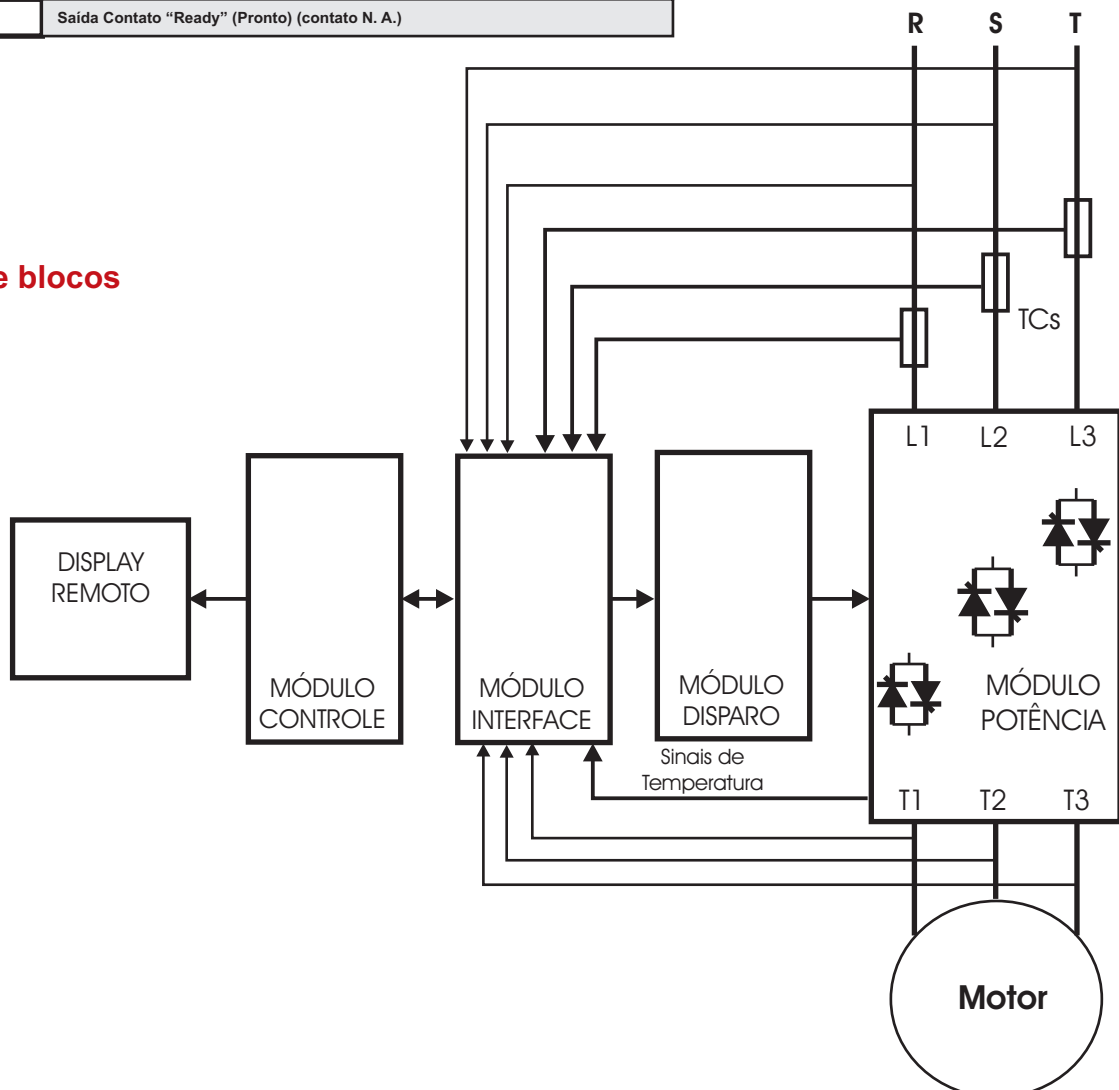 Saída Contato “Ready” (Pronto) (contato N. A.)
R S T
e blocos
TCs
L1 L2 L3
DISPLAY
REMOTO
MÓDULO
CONTROLE
MÓDULO
INTERFACE
MÓDULO
DISPARO
MÓDULO
POTÊNCIA
Sinais de
Temperatura
T1 T2 T3
Motor